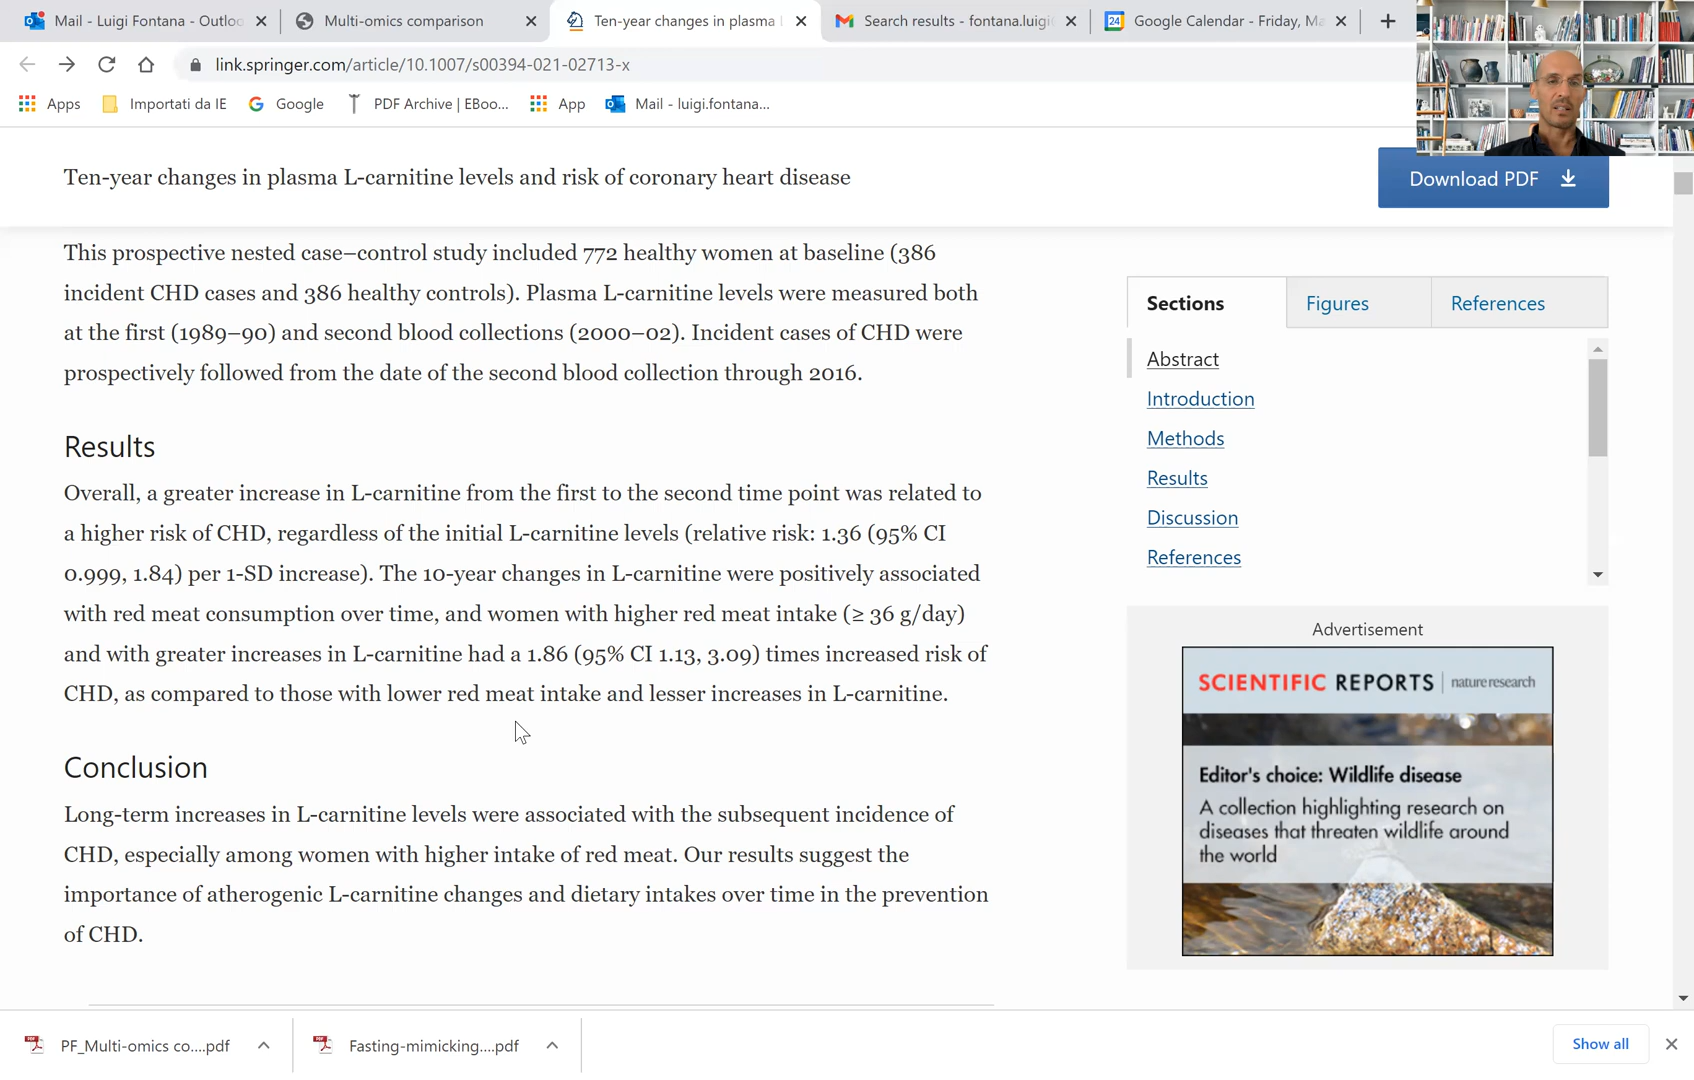 Mail - Luigi Fontana - Outloo
Multi-omics comparison
Ten-year changes in plasma
Search results - fontana.luigi
Google Calendar - Friday, Ma
link.springer.com/article/10.1007/s00394-021-02713-x
Apps
Importati da IE
Google
PDF Archive | EBoo...
App
Mail - luigi.fontana...
Ten-year changes in plasma L-carnitine levels and risk of coronary heart disease
Download PDF
This prospective nested case–control study included 772 healthy women at baseline (386
incident CHD cases and 386 healthy controls). Plasma L-carnitine levels were measured both
at the first (1989–90) and second blood collections (2000–02). Incident cases of CHD were
prospectively followed from the date of the second blood collection through 2016.
Results
Overall, a greater increase in L-carnitine from the first to the second time point was related to
a higher risk of CHD, regardless of the initial L-carnitine levels (relative risk: 1.36 (95% CI
0.999, 1.84) per 1-SD increase). The 10-year changes in L-carnitine were positively associated
with red meat consumption over time, and women with higher red meat intake (≥ 36 g/day)
and with greater increases in L-carnitine had a 1.86 (95% CI 1.13, 3.09) times increased risk of
CHD, as compared to those with lower red meat intake and lesser increases in L-carnitine.
Conclusion
Long-term increases in L-carnitine levels were associated with the subsequent incidence of
CHD, especially among women with higher intake of red meat. Our results suggest the
importance of atherogenic L-carnitine changes and dietary intakes over time in the prevention
of CHD.
Sections
Figures
References
Abstract
Introduction
Methods
Results
Discussion
References
Advertisement
SCIENTIFIC REPORTS | natureresearch
Editor's choice: Wildlife disease
A collection highlighting research on
diseases that threaten wildlife around
the world
PF_Multi-omics co....pdf
Fasting-mimicking....pdf
Show all